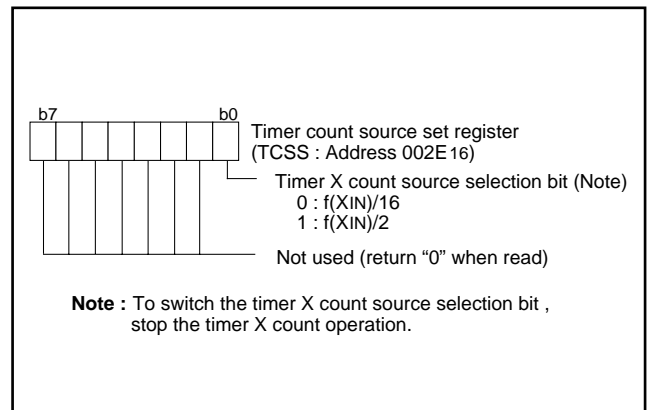 b7 b0
Timer count source set register
(TCSS : Address 002E16)
Timer X count source selection bit (Note)
0 : f(XIN)/16
1 : f(XIN)/2
Not used (return “0” when read)
Note : To switch the timer X count source selection bit ,
stop the timer X count operation.